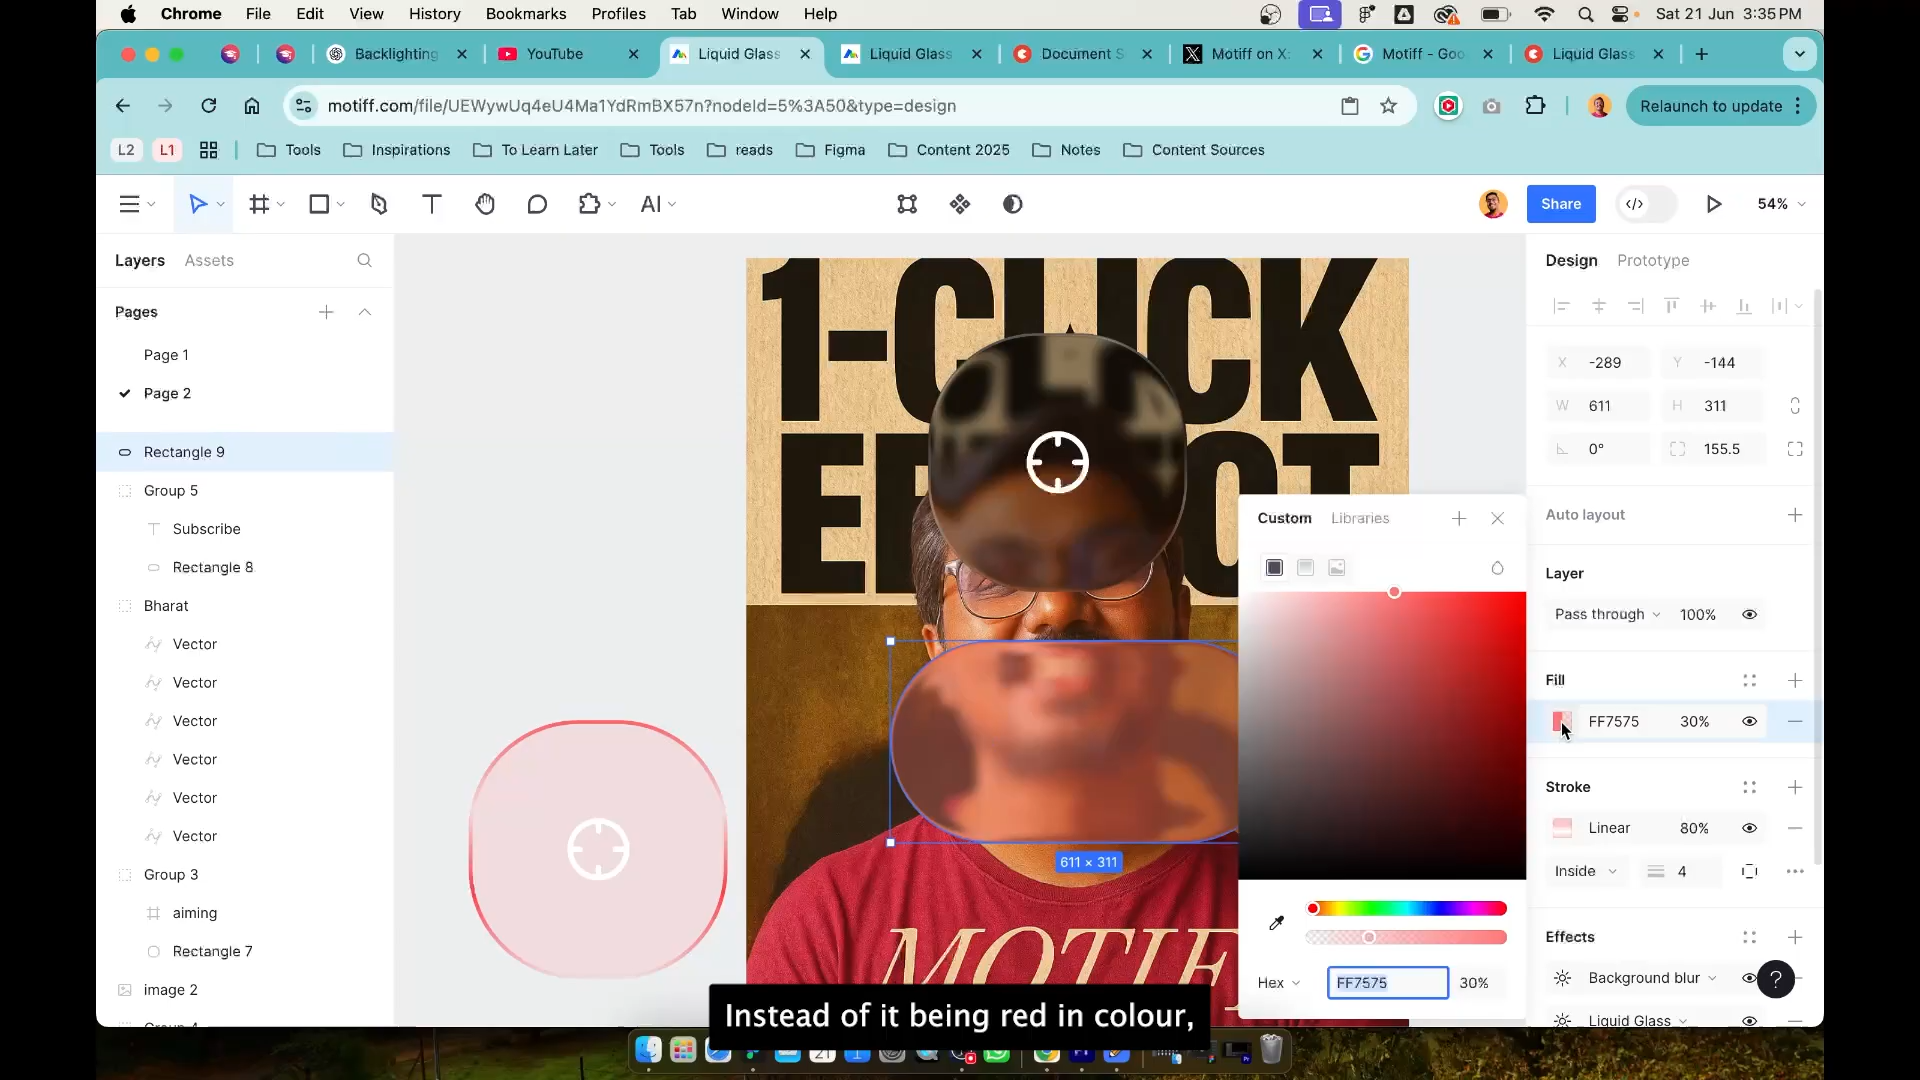 Chrome File Edit View History Bookmarks Profiles Tab Window Help Sat 21 Jun 3:35 PM
Backlighting YouTube Liquid Glass Liquid Glass Document S Motiff on X: Motiff - Goo Liquid Glass
motiff.com/file/UEWywUq4eU4Ma1YdRmBX57n?nodeId=5%3A50&type=design Relaunch to update
L2 L1 Tools Inspirations To Learn Later Tools reads Figma Content 2025 Notes Content Sources
T AI Share </> 54%
Layers Assets
Pages
Page 1
Page 2
Rectangle 9
Group 5
Subscribe
Rectangle 8
Bharat
Vector
Vector
Vector
Vector
Vector
Vector
Group 3
aiming
Rectangle 7
image 2
1-CLICK
611 × 311
MOTIF
Custom Libraries
Hex FF7575 30%
Design Prototype
X -289 Y -144
W 611 H 311
0° 155.5
Auto layout
Layer
Pass through 100%
Fill
FF7575 30%
Stroke
Linear 80%
Inside 4
Effects
Background blur
?
Liquid Glass
Instead of it being red in colour,